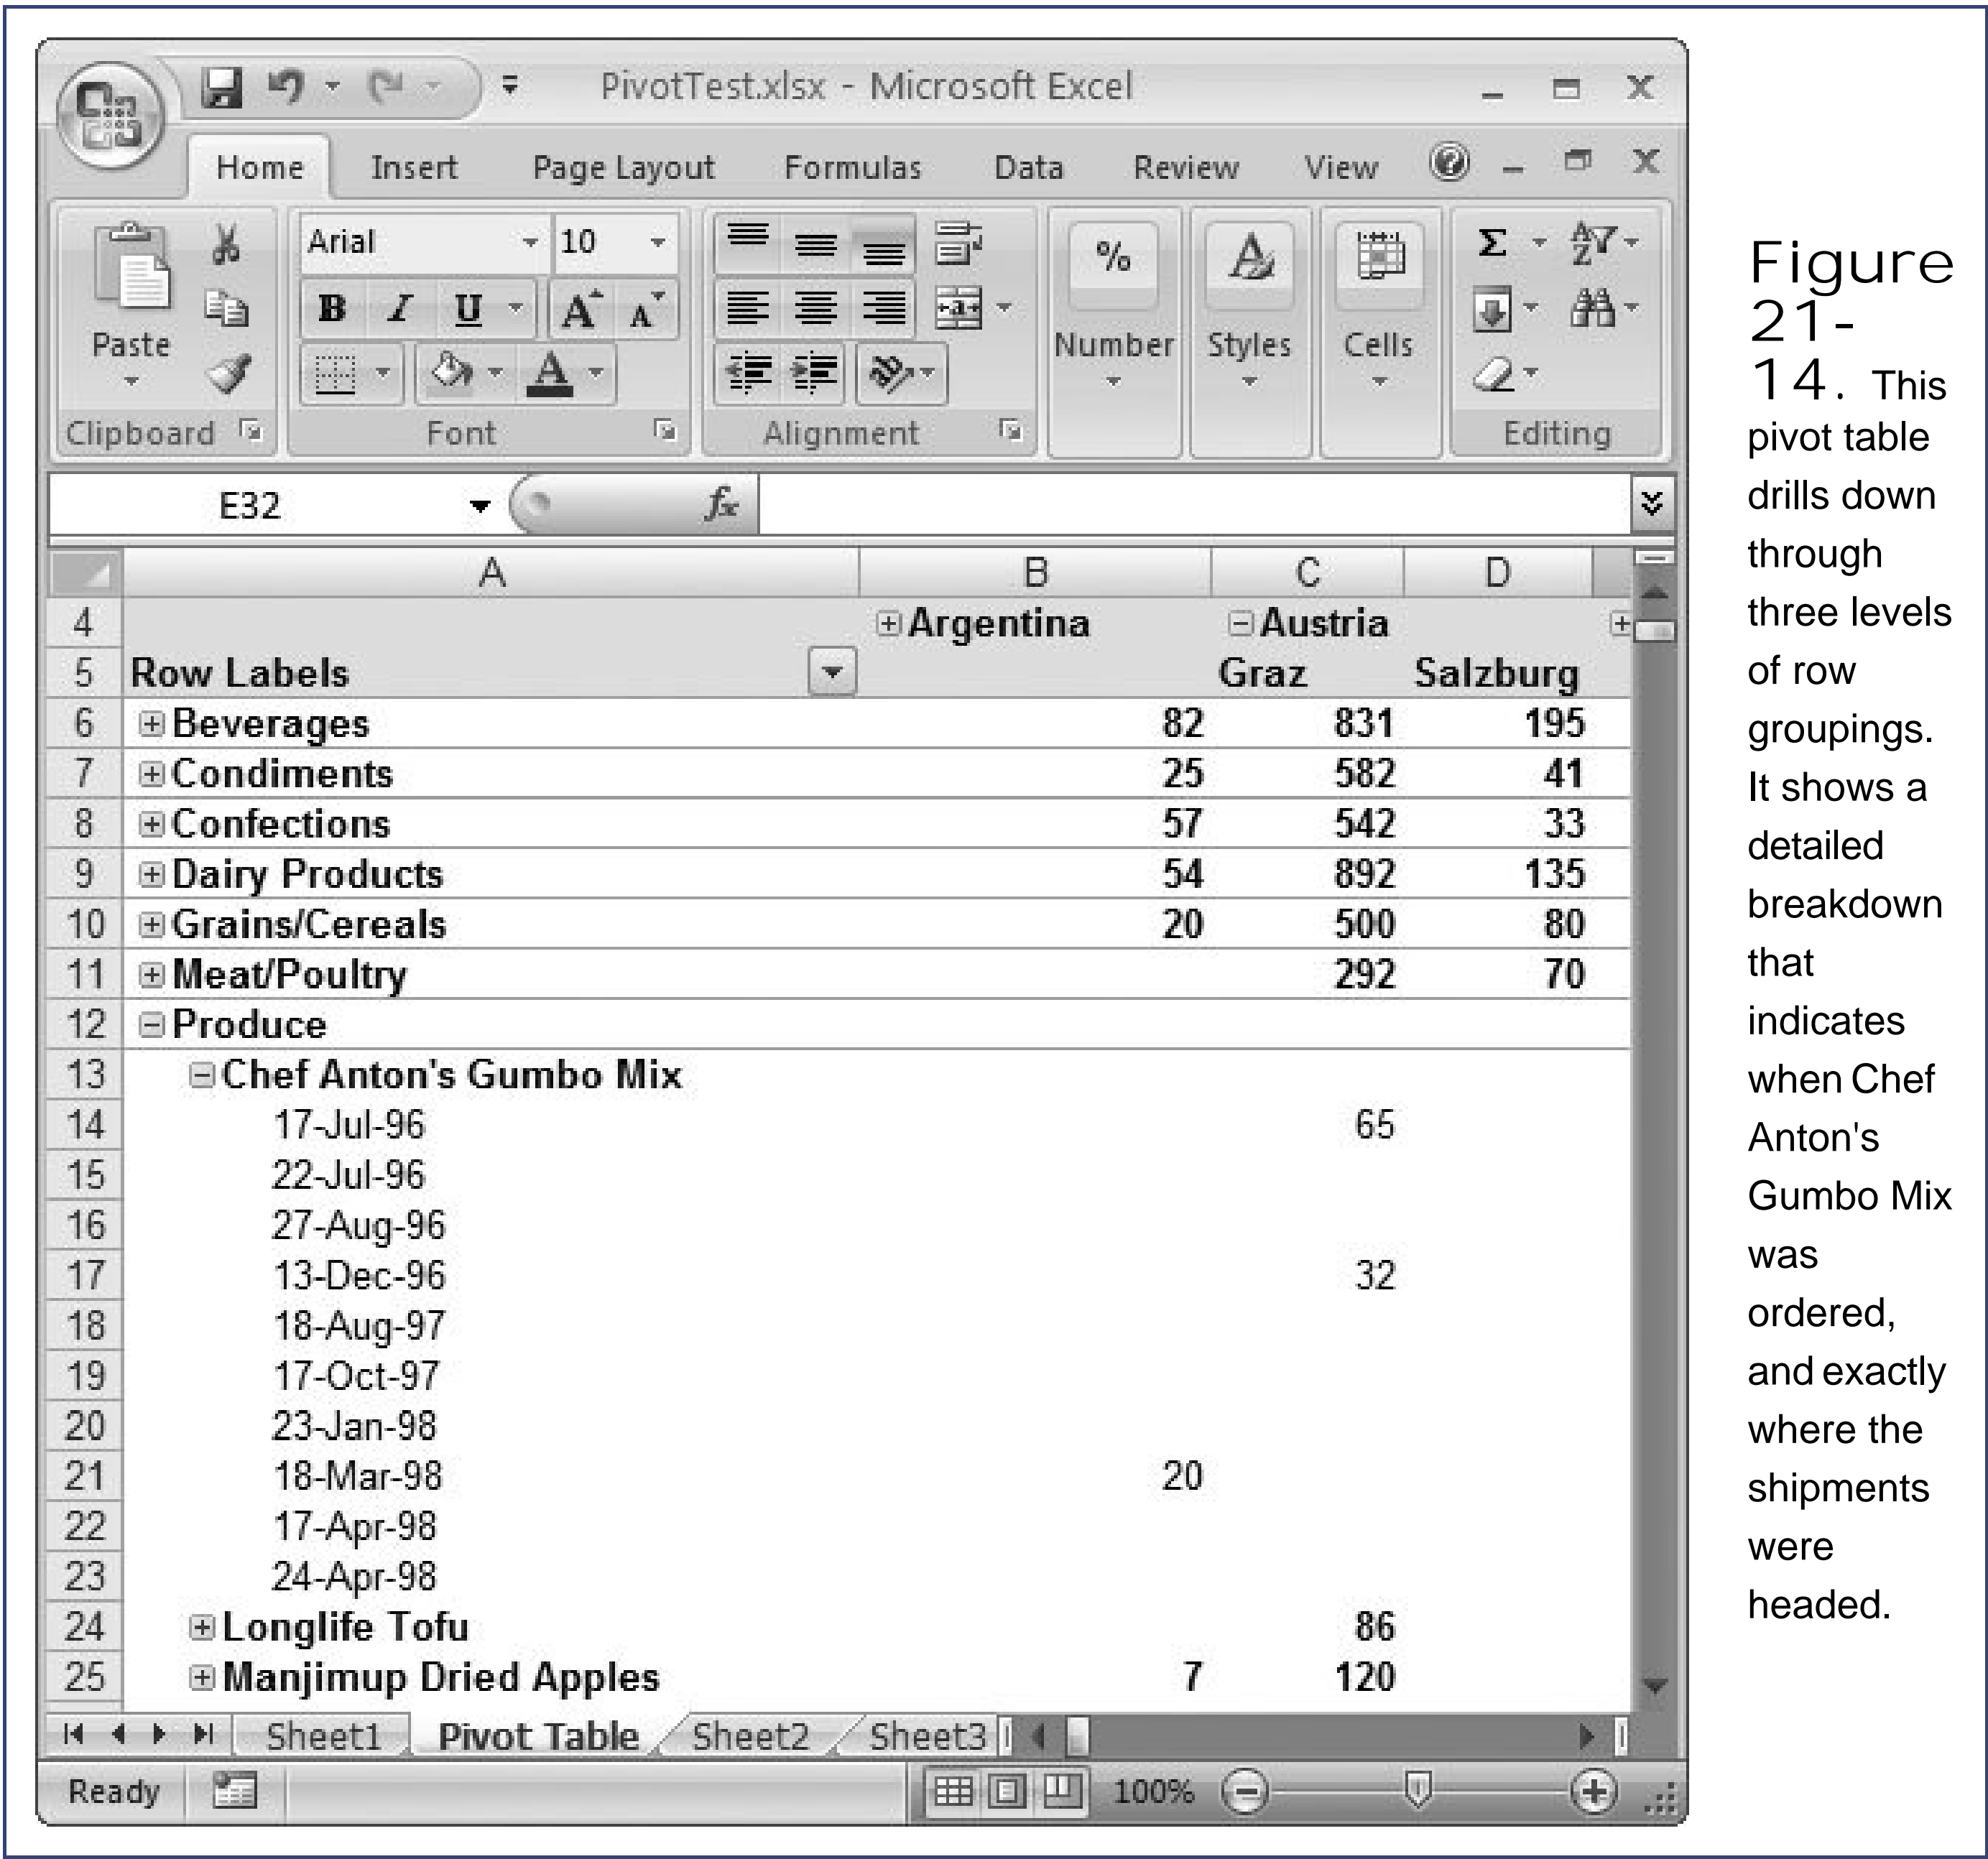 PivotTest.xlsx - Microsoft Excel
Home Insert Page Layout Formulas Data Review View
Paste
Clipboard
Arial 10
B I U A A
A
Font
Alignment
a
%
Number
A
Styles
Cells
Σ A Z
Editing
E32 fx
A B C D
4 Argentina Austria
5 Row Labels Graz Salzburg
6 Beverages 82 831 195
7 Condiments 25 582 41
8 Confections 57 542 33
9 Dairy Products 54 892 135
10 Grains/Cereals 20 500 80
11 Meat/Poultry 292 70
12 Produce
13 Chef Anton's Gumbo Mix
14 17-Jul-96 65
15 22-Jul-96
16 27-Aug-96
17 13-Dec-96 32
18 18-Aug-97
19 17-Oct-97
20 23-Jan-98
21 18-Mar-98 20
22 17-Apr-98
23 24-Apr-98
24 Longlife Tofu 86
25 Manjimup Dried Apples 7 120
Sheet1 Pivot Table Sheet2 Sheet3
Ready 100%
Figure
21-
14. This
pivot table
drills down
through
three levels
of row
groupings.
It shows a
detailed
breakdown
that
indicates
when Chef
Anton's
Gumbo Mix
was
ordered,
and exactly
where the
shipments
were
headed.